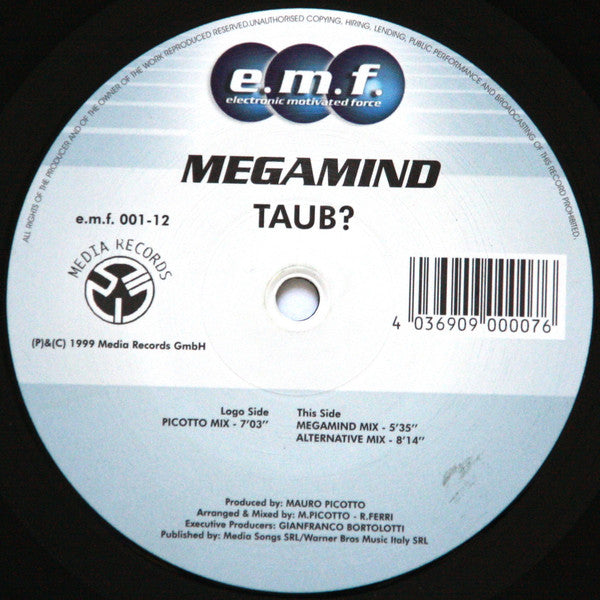 ALL RIGHTS OF THE PRODUCER AND OF THE OWNER OF THE WORK REPRODUCED RESERVED.UNAUTHORISED COPYING, HIRING, LENDING, PUBLIC PERFORMANCE AND BROADCASTING OF THIS RECORD PROHIBITED.
e.m.f.
electronic motivated force
MEGAMIND
TAUB?
e.m.f. 001-12
MEDIA RECORDS
4 036909 000076
(P)&(C) 1999 Media Records GmbH
Logo Side
PICOTTO MIX - 7'03"
This Side
MEGAMIND MIX - 5'35"
ALTERNATIVE MIX - 8'14"
Produced by: MAURO PICOTTO
Arranged & Mixed by: M.PICOTTO - R.FERRI
Executive Producers: GIANFRANCO BORTOLOTTI
Published by: Media Songs SRL/Warner Bros Music Italy SRL